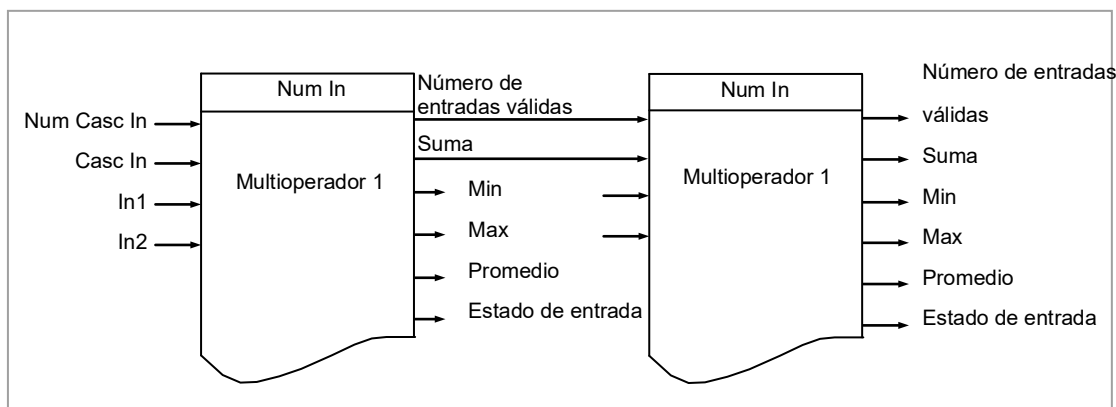 Num In
Número de
entradas válidas
Num Casc In
Casc In
In1
In2
Multioperador 1
Suma
Min
Max
Promedio
Estado de entrada
Num In
Multioperador 1
Número de entradas
válidas
Suma
Min
Max
Promedio
Estado de entrada